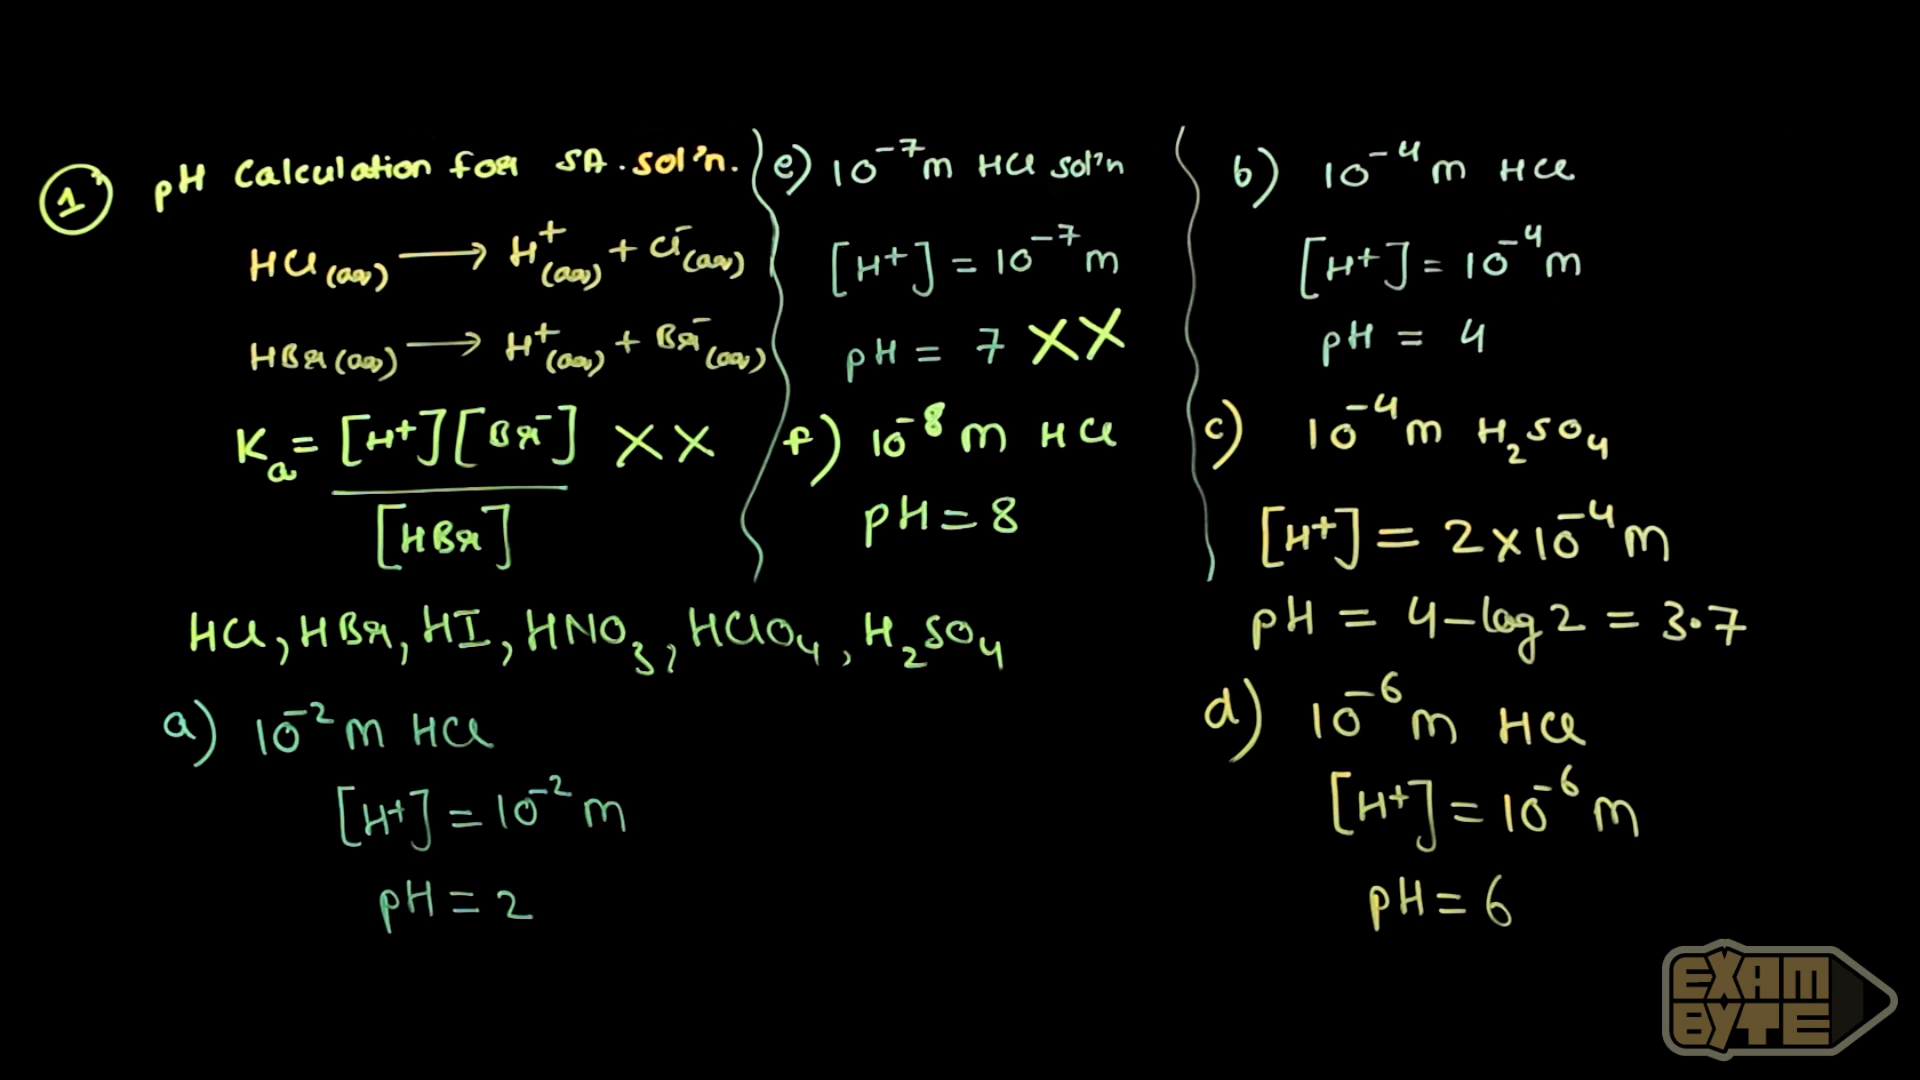 1 pH Calculation for SA. sol'n.
HCl(aq) ⟶ H⁺(aq) + Cl⁻(aq)
HBr(aq) ⟶ H⁺(aq) + Br⁻(aq)
Kₐ = [H⁺][Br⁻] / [HBr] XX
HCl, HBr, HI, HNO₃, HClO₄, H₂SO₄
a) 10⁻² m HCl
[H⁺] = 10⁻² m
pH = 2
e) 10⁻⁷ m HCl sol'n
[H⁺] = 10⁻⁷ m
pH = 7 XX
f) 10⁻⁸ m HCl
pH = 8
b) 10⁻⁴ m HCl
[H⁺] = 10⁻⁴ m
pH = 4
c) 10⁻⁴ m H₂SO₄
[H⁺] = 2×10⁻⁴ m
pH = 4-log2 = 3.7
d) 10⁻⁶ m HCl
[H⁺] = 10⁻⁶ m
pH = 6
EXAM
BYTE